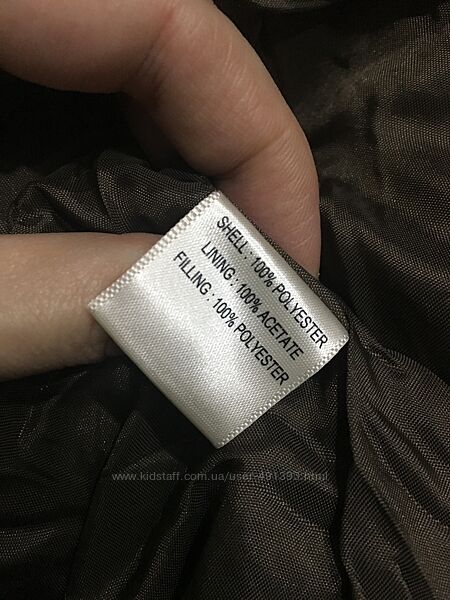 SHELL : 100% POLYESTER
LINING : 100% ACETATE
FILLING : 100% POLYESTER
www.kidstaff.com.ua/user-491393.html